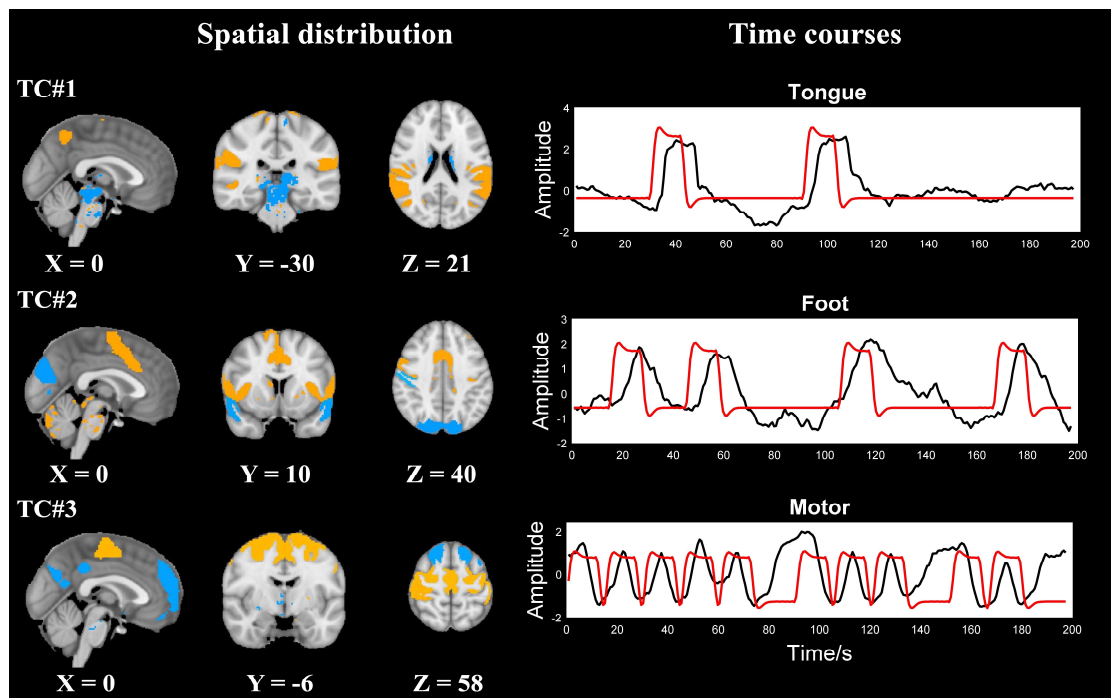 Spatial distribution
Time courses
TC#1
X = 0
Y = -30
Z = 21
Tongue
Amplitude
4
2
0
-2
0 20 40 60 80 100 120 140 160 180 200
TC#2
X = 0
Y = 10
Z = 40
Foot
Amplitude
3
2
1
0
-1
-2
0 20 40 60 80 100 120 140 160 180 200
TC#3
X = 0
Y = -6
Z = 58
Motor
Amplitude
2
0
-2
0 20 40 60 80 100 120 140 160 180 200
Time/s